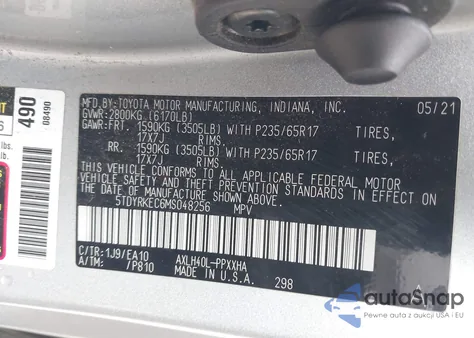 MFD.BY:TOYOTA MOTOR MANUFACTURING, INDIANA, INC. 05/21
GVWR: 2800KG (6170LB)
GAWR:FRT. 1590KG (3505LB) WITH P235/65R17 TIRES,
17X7J RIMS.
RR. 1590KG (3505LB) WITH P235/65R17 TIRES,
17X7J RIMS.
THIS VEHICLE CONFORMS TO ALL APPLICABLE FEDERAL MOTOR
VEHICLE SAFETY AND THEFT PREVENTION STANDARDS IN
EFFECT ON THE DATE OF MANUFACTURE SHOWN ABOVE.
5TDYRKEC6MS048256 MPV
C/TR:1J9/EA10 AXLH40L-PPXXHA
A/TM: /P810 MADE IN U.S.A. 298
490
08490
lbs.
autoSnap
Pewne auta z USA i EU